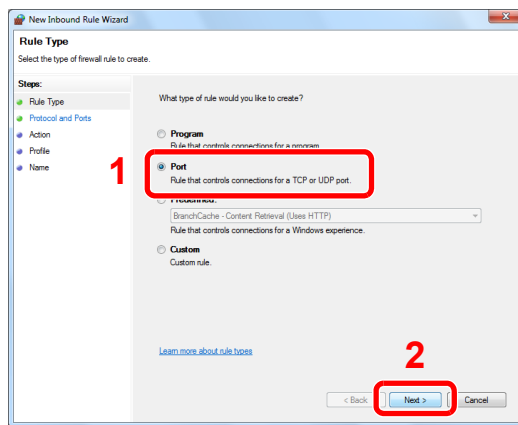 New Inbound Rule Wizard
Rule Type
Select the type of firewall rule to create.
Steps:
Rule Type
Protocol and Ports
Action
Profile
Name
What type of rule would you like to create?
Program
Rule that controls connections for a program.
1
Port
Rule that controls connections for a TCP or UDP port.
Predefined:
BranchCache - Content Retrieval (Uses HTTP)
Rule that controls connections for a Windows experience.
Custom
Custom rule.
Learn more about rule types
2
< Back
Next >
Cancel